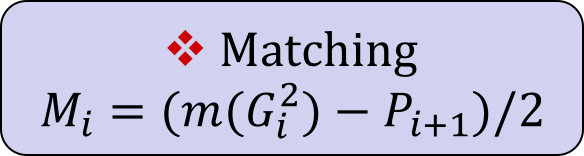 ❖ Matching
$M_i = (m(G_i^2) - P_{i+1})/2$